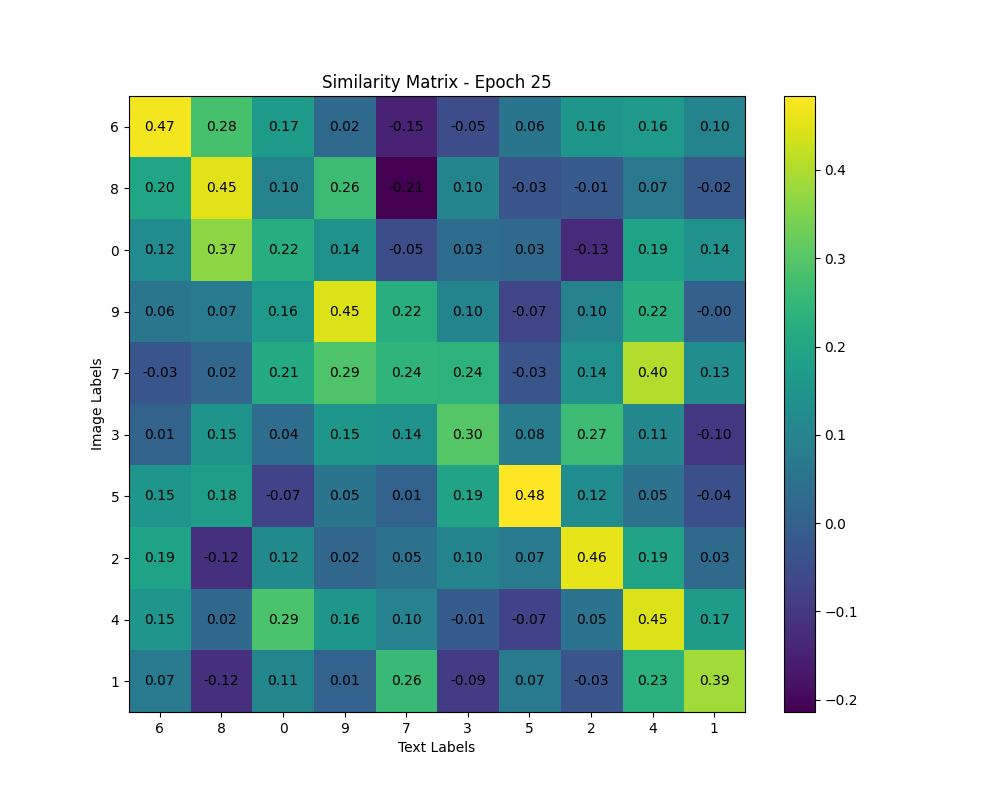 Similarity Matrix - Epoch 25
6 0.47 0.28 0.17 0.02 -0.15 -0.05 0.06 0.16 0.16 0.10
8 0.20 0.45 0.10 0.26 -0.21 0.10 -0.03 -0.01 0.07 -0.02
0 0.12 0.37 0.22 0.14 -0.05 0.03 0.03 -0.13 0.19 0.14
9 0.06 0.07 0.16 0.45 0.22 0.10 -0.07 0.10 0.22 -0.00
7 -0.03 0.02 0.21 0.29 0.24 0.24 -0.03 0.14 0.40 0.13
3 0.01 0.15 0.04 0.15 0.14 0.30 0.08 0.27 0.11 -0.10
5 0.15 0.18 -0.07 0.05 0.01 0.19 0.48 0.12 0.05 -0.04
2 0.19 -0.12 0.12 0.02 0.05 0.10 0.07 0.46 0.19 0.03
4 0.15 0.02 0.29 0.16 0.10 -0.01 -0.07 0.05 0.45 0.17
1 0.07 -0.12 0.11 0.01 0.26 -0.09 0.07 -0.03 0.23 0.39
6 8 0 9 7 3 5 2 4 1
Text Labels
Image Labels
0.4
0.3
0.2
0.1
0.0
−0.1
−0.2